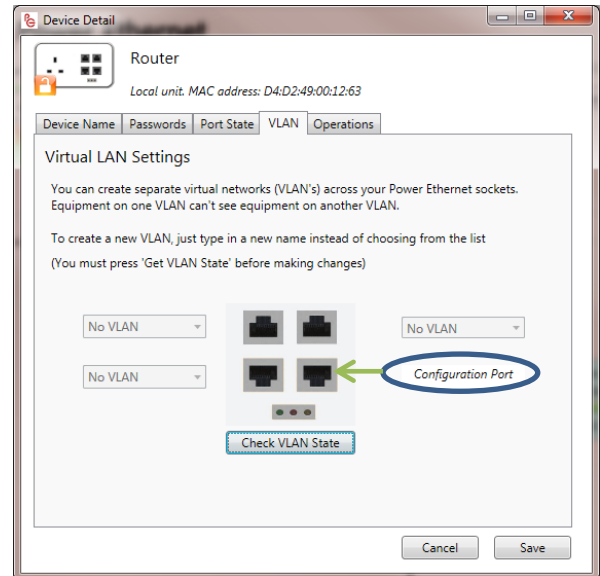 Device Detail
Router
Local unit. MAC address: D4:D2:49:00:12:63
Device Name Passwords Port State VLAN Operations
Virtual LAN Settings
You can create separate virtual networks (VLAN's) across your Power Ethernet sockets.
Equipment on one VLAN can't see equipment on another VLAN.
To create a new VLAN, just type in a new name instead of choosing from the list
(You must press 'Get VLAN State' before making changes)
No VLAN No VLAN
No VLAN Configuration Port
Check VLAN State
Cancel Save